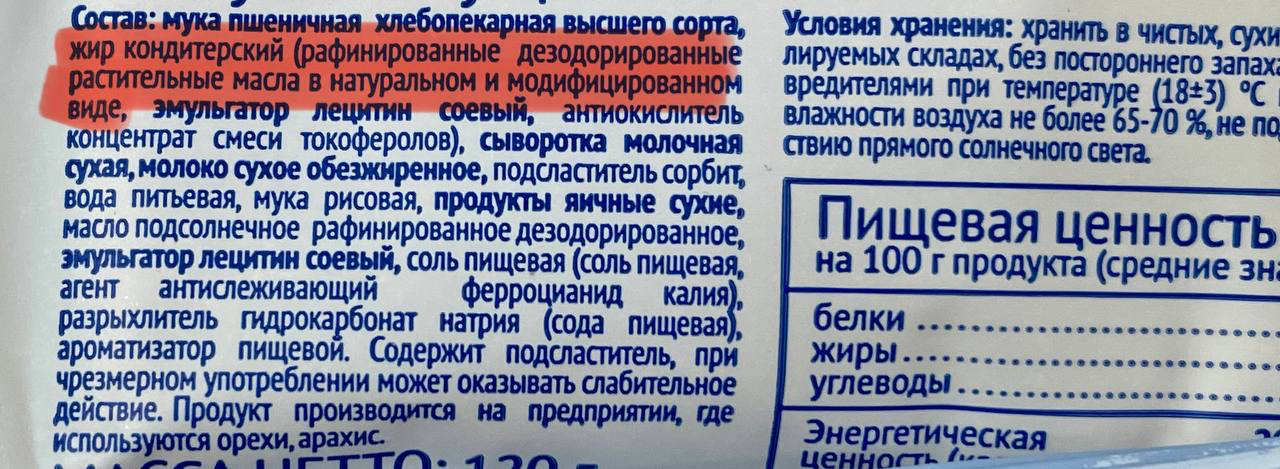 Состав: мука пшеничная хлебопекарная высшего сорта,
жир кондитерский (рафинированные дезодорированные
растительные масла в натуральном и модифицированном
виде, эмульгатор лецитин соевый, антиокислитель
концентрат смеси токоферолов), сыворотка молочная
сухая, молоко сухое обезжиренное, подсластитель сорбит,
вода питьевая, мука рисовая, продукты яичные сухие,
масло подсолнечное рафинированное дезодорированное,
эмульгатор лецитин соевый, соль пищевая (соль пищевая,
агент антислеживающий ферроцианид калия),
разрыхлитель гидрокарбонат натрия (сода пищевая),
ароматизатор пищевой. Содержит подсластитель, при
чрезмерном употреблении может оказывать слабительное
действие. Продукт производится на предприятии, где
используются орехи, арахис.
МАССА НЕТТО: 120 г
Условия хранения: хранить в чистых, сухи
лируемых складах, без постороннего запаха
вредителями при температуре (18±3) °С
влажности воздуха не более 65-70 %, не по
ствию прямого солнечного света.
Пищевая ценность
на 100 г продукта (средние зна
белки
жиры
углеводы
Энергетическая
ценность